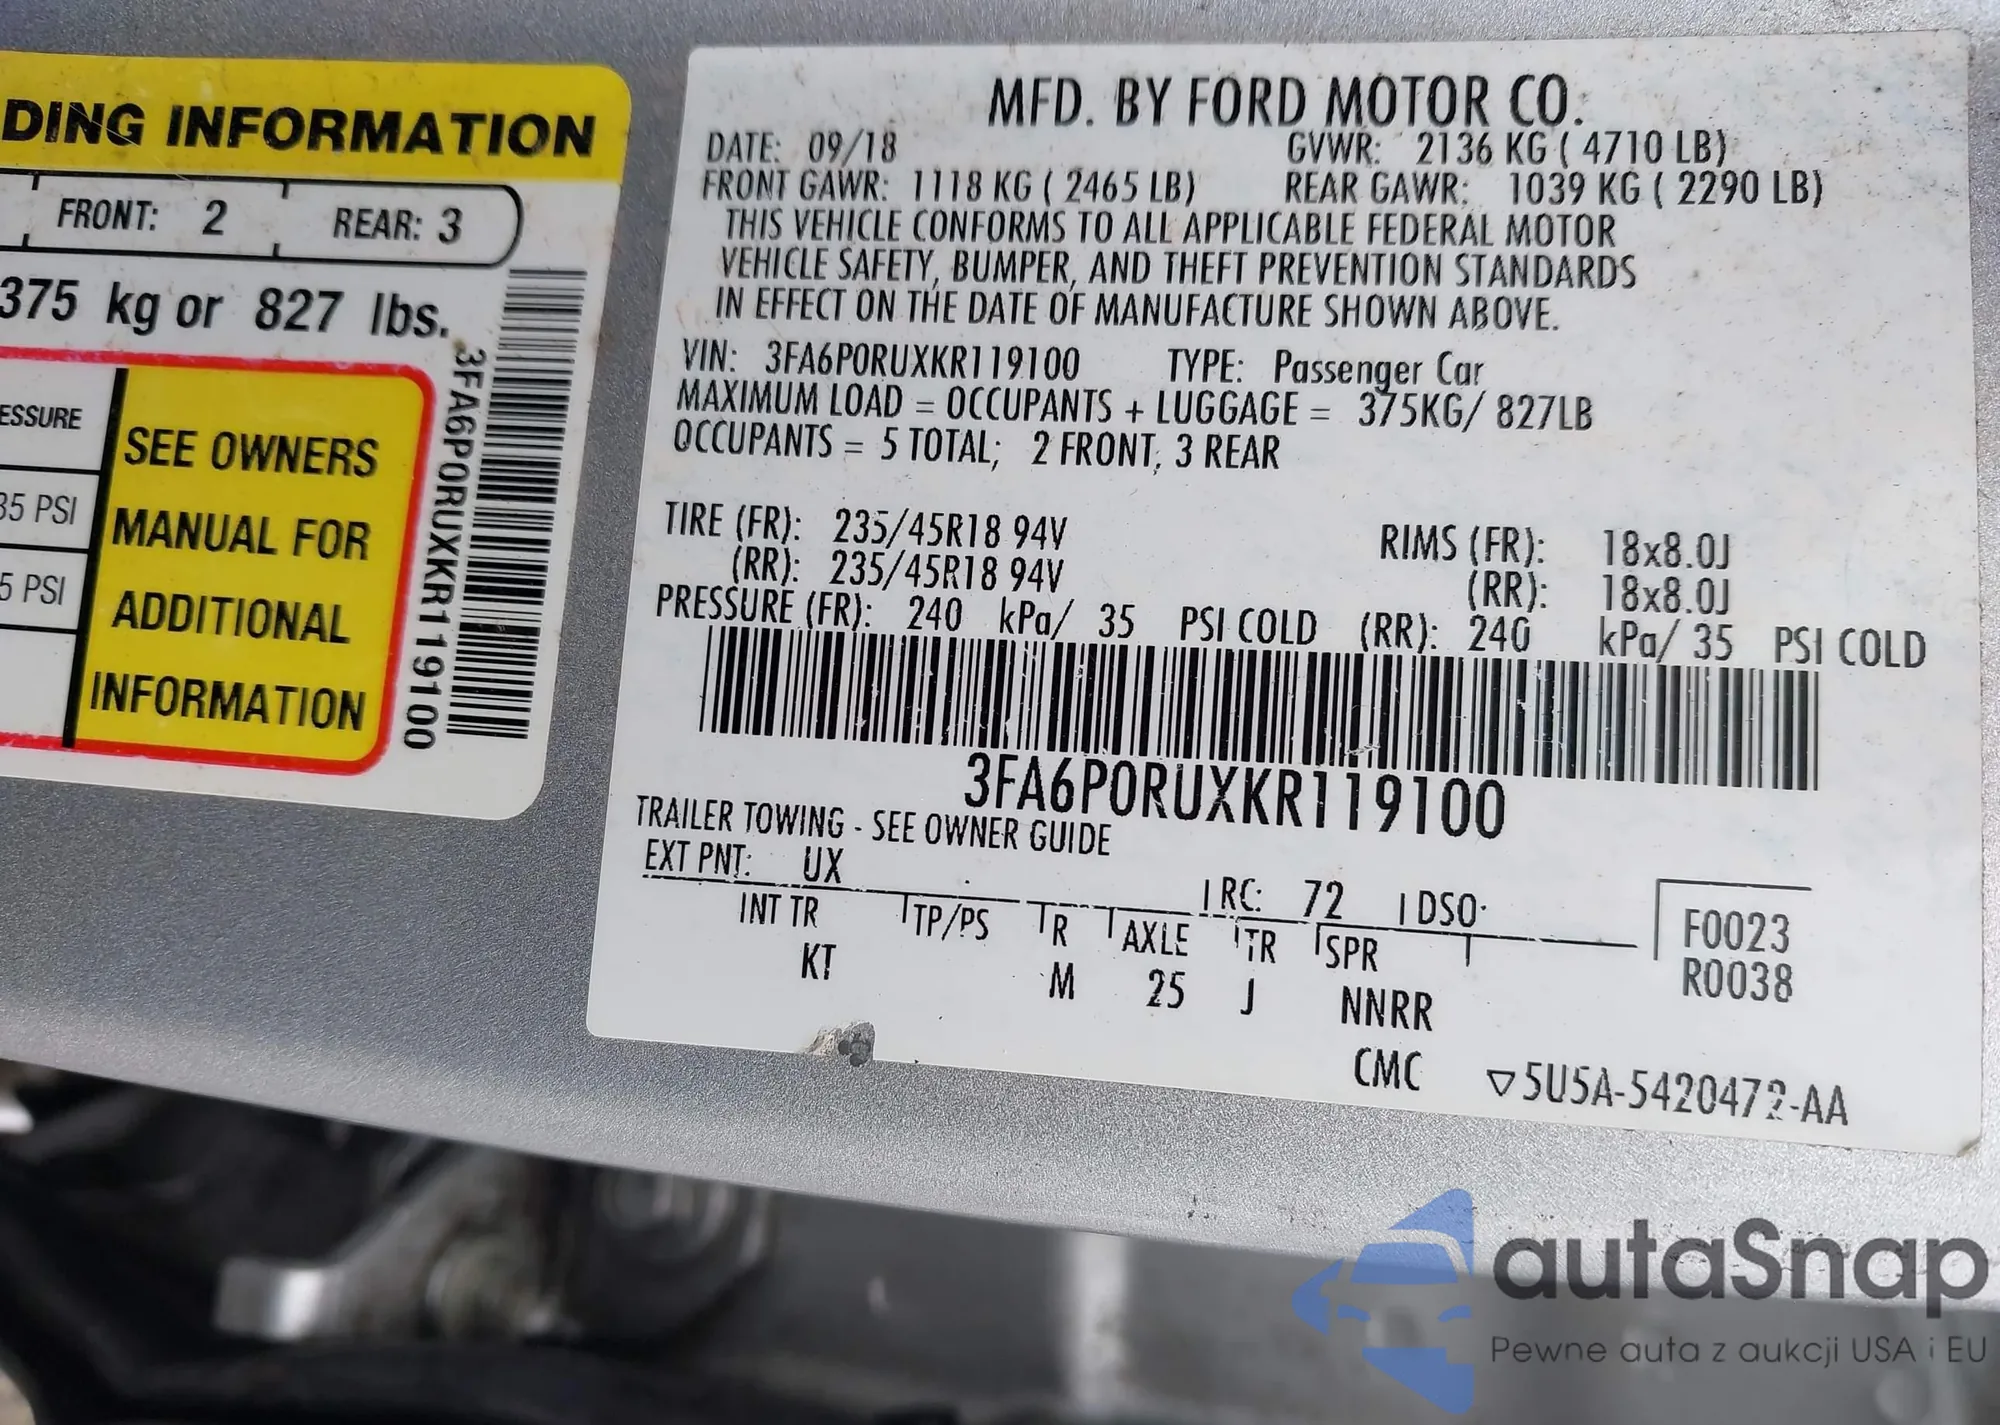 DING INFORMATION
FRONT: 2
REAR: 3
375 kg or 827 lbs.
ESSURE
35 PSI
5 PSI
SEE OWNERS
MANUAL FOR
ADDITIONAL
INFORMATION
3FA6P0RUXKR119100
MFD. BY FORD MOTOR CO.
DATE: 09/18 GVWR: 2136 KG ( 4710 LB)
FRONT GAWR: 1118 KG ( 2465 LB) REAR GAWR: 1039 KG ( 2290 LB)
THIS VEHICLE CONFORMS TO ALL APPLICABLE FEDERAL MOTOR
VEHICLE SAFETY, BUMPER, AND THEFT PREVENTION STANDARDS
IN EFFECT ON THE DATE OF MANUFACTURE SHOWN ABOVE.
VIN: 3FA6P0RUXKR119100 TYPE: Passenger Car
MAXIMUM LOAD = OCCUPANTS + LUGGAGE = 375KG/ 827LB
OCCUPANTS = 5 TOTAL; 2 FRONT, 3 REAR
TIRE (FR): 235/45R18 94V RIMS (FR): 18x8.0J
(RR): 235/45R18 94V (RR): 18x8.0J
PRESSURE (FR): 240 kPa/ 35 PSI COLD (RR): 240 kPa/ 35 PSI COLD
3FA6P0RUXKR119100
TRAILER TOWING - SEE OWNER GUIDE
EXT PNT: UX RC: 72 DSO:
INT TR TP/PS R AXLE TR SPR
KT M 25 J NNRR
F0023
R0038
CMC ▽5U5A-5420472-AA
autaSnap
Pewne auta z aukcji USA i EU